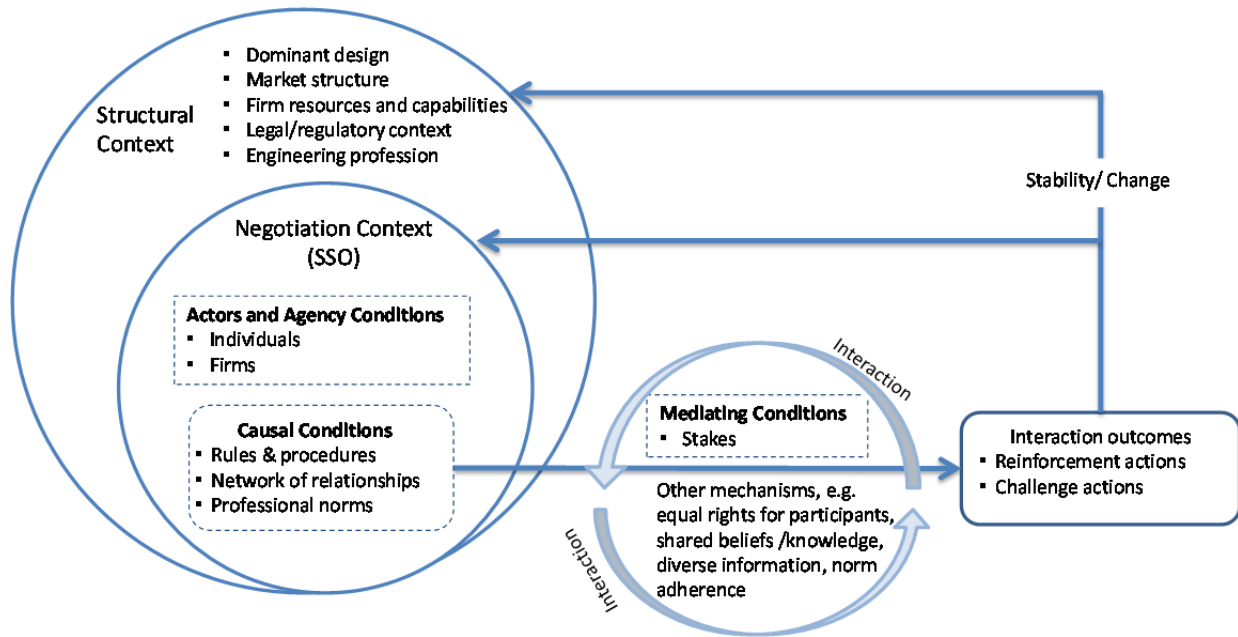 Structural
Context
▪ Dominant design
▪ Market structure
▪ Firm resources and capabilities
▪ Legal/regulatory context
▪ Engineering profession
Stability/ Change
Negotiation Context
(SSO)
Actors and Agency Conditions
▪ Individuals
▪ Firms
Causal Conditions
▪ Rules & procedures
▪ Network of relationships
▪ Professional norms
Interaction
Mediating Conditions
▪ Stakes
Other mechanisms, e.g.
equal rights for participants,
shared beliefs /knowledge,
diverse information, norm
adherence
Interaction
Interaction outcomes
▪ Reinforcement actions
▪ Challenge actions